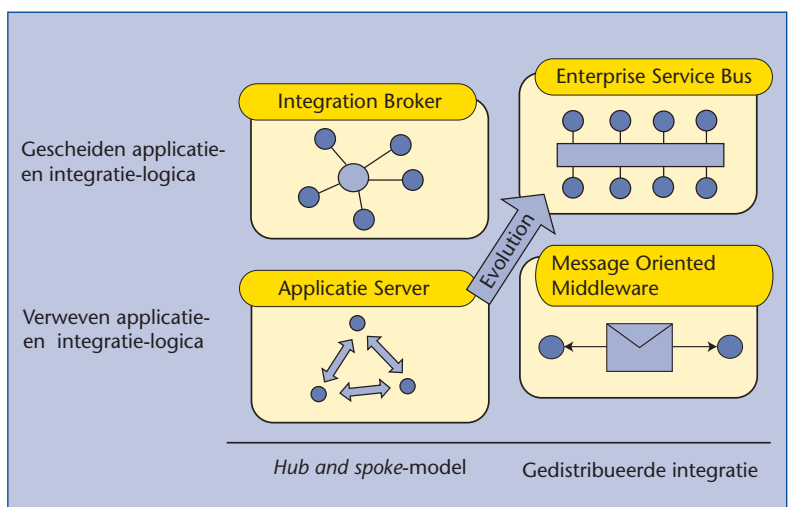 Integration Broker
Enterprise Service Bus
Gescheiden applicatie-
en integratie-logica
Evolution
Applicatie Server
Message Oriented
Middleware
Verweven applicatie-
en integratie-logica
Hub and spoke-model
Gedistribueerde integratie